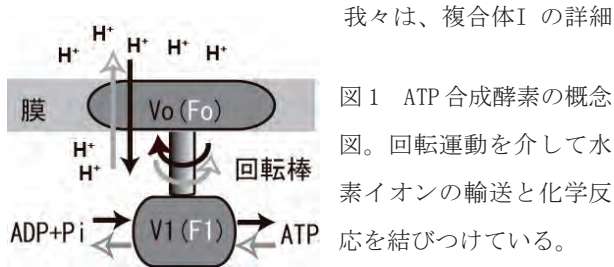 我々は、複合体I の詳細
H⁺ H⁺ H⁺ H⁺ H⁺
膜 Vo(Fo)
H⁺
H⁺
回転棒
ADP+Pi V1(F1) ATP
図1 ATP合成酵素の概念
図。回転運動を介して水
素イオンの輸送と化学反
応を結びつけている。